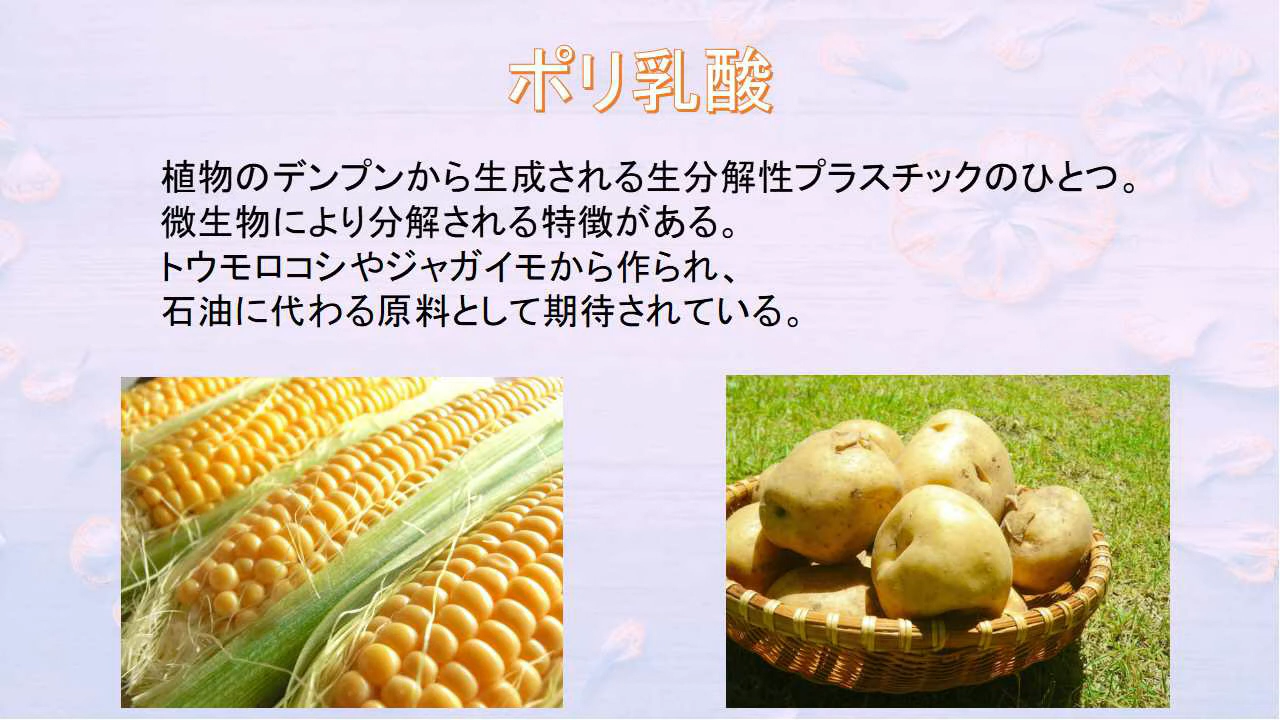 ポリ乳酸
植物のデンプンから生成される生分解性プラスチックのひとつ。
微生物により分解される特徴がある。
トウモロコシやジャガイモから作られ、
石油に代わる原料として期待されている。